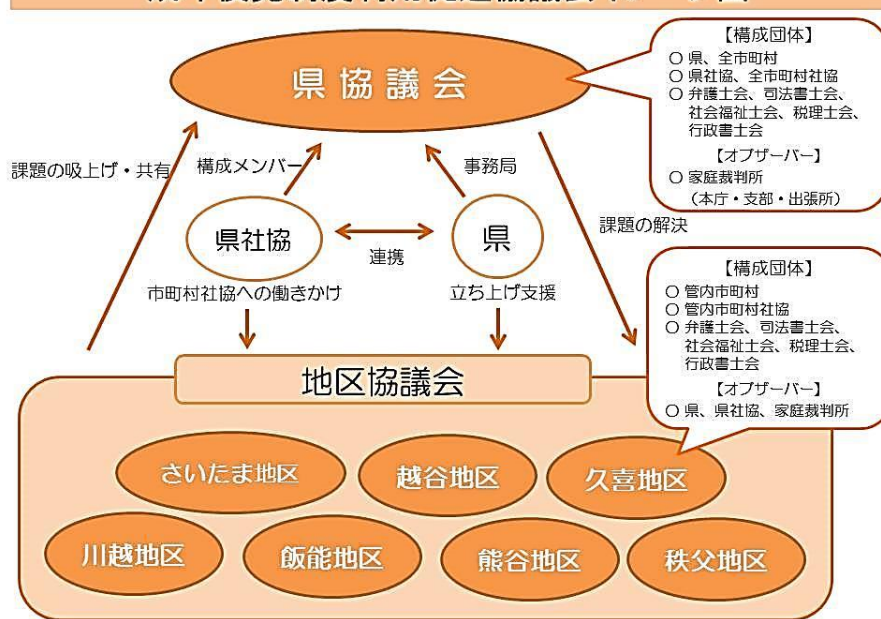 県協議会
【構成団体】
○ 県、全市町村
○ 県社協、全市町村社協
○ 弁護士会、司法書士会、
社会福祉士会、税理士会、
行政書士会
【オブザーバー】
○ 家庭裁判所
(本庁・支部・出張所)
課題の吸上げ・共有
構成メンバー
事務局
課題の解決
県社協
連携
県
市町村社協への働きかけ
立ち上げ支援
【構成団体】
○ 管内市町村
○ 管内市町村社協
○ 弁護士会、司法書士会、
社会福祉士会、税理士会、
行政書士会
【オブザーバー】
○ 県、県社協、家庭裁判所
地区協議会
さいたま地区
越谷地区
久喜地区
川越地区
飯能地区
熊谷地区
秩父地区